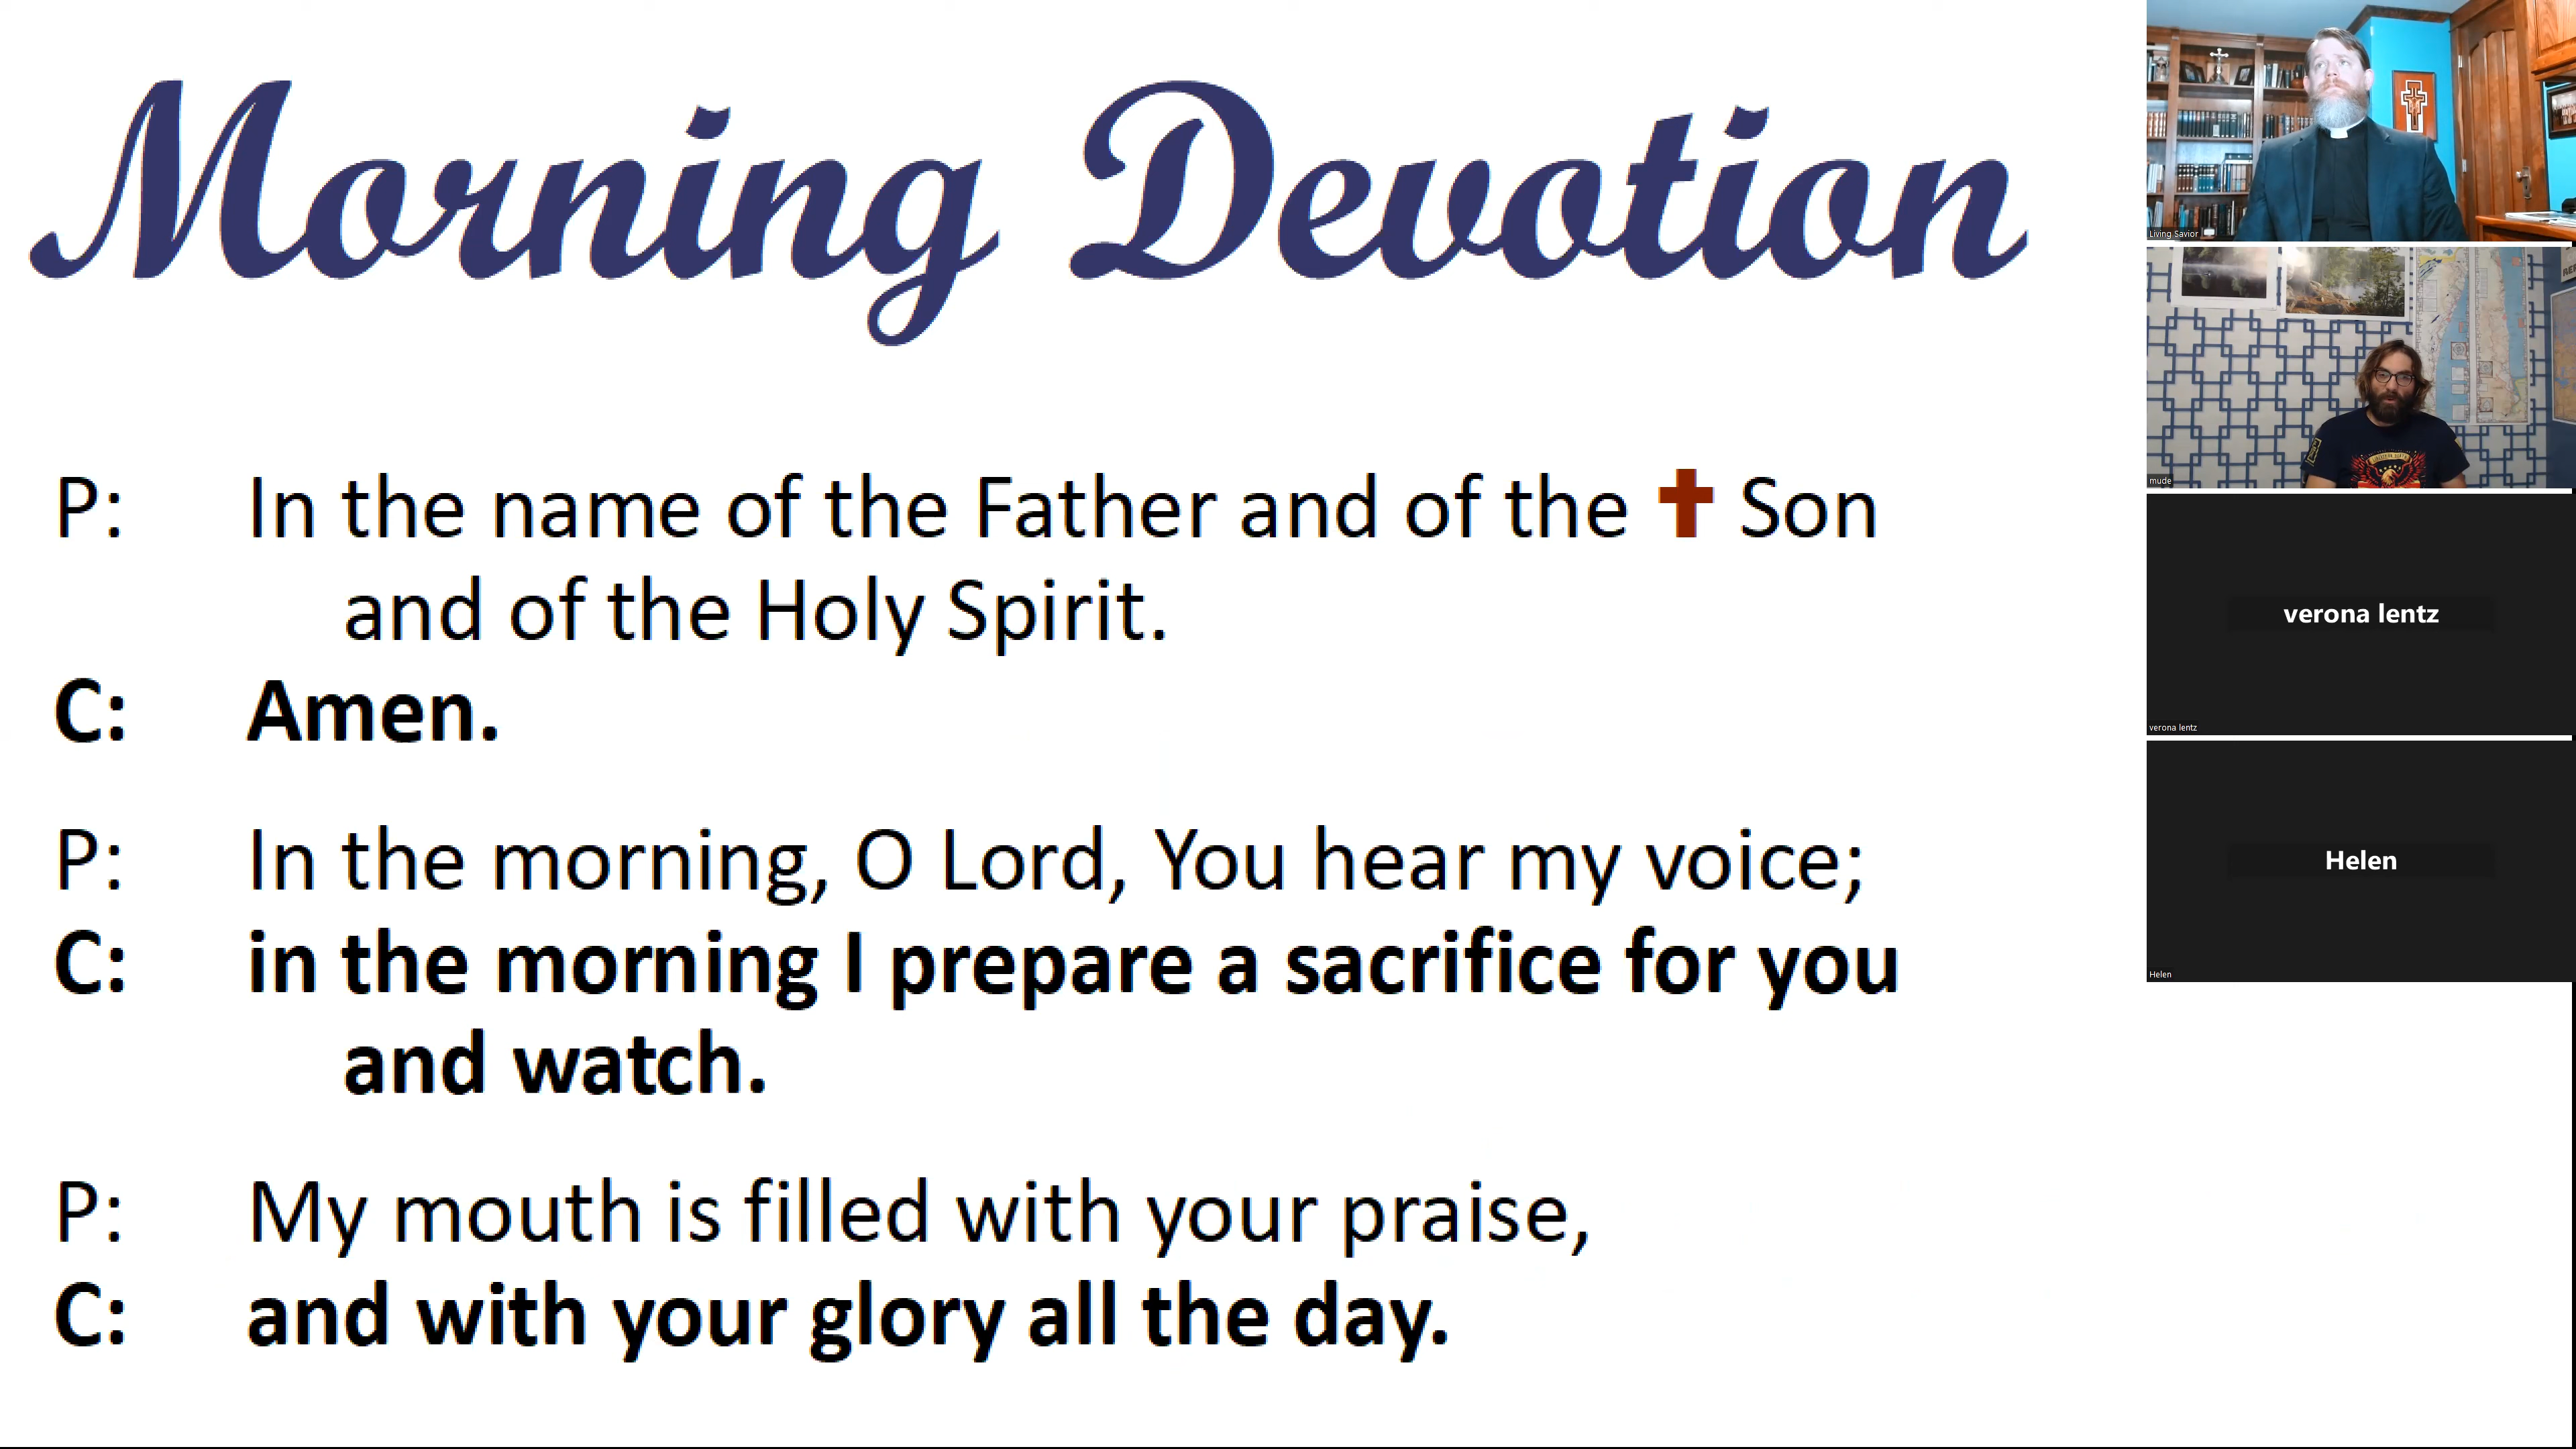 Morning Devotion
P: In the name of the Father and of the ✝ Son
and of the Holy Spirit.
C: Amen.
P: In the morning, O Lord, You hear my voice;
C: in the morning I prepare a sacrifice for you
and watch.
P: My mouth is filled with your praise,
C: and with your glory all the day.
Living Savior
mude
verona lentz
verona lentz
Helen
Helen